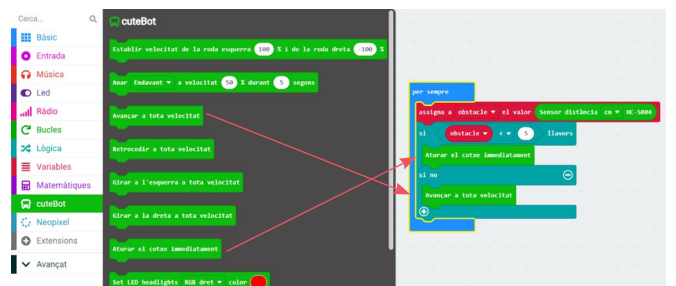 Cerca...
Bàsic
Entrada
Música
Led
Ràdio
Bucles
Lògica
Variables
Matemàtiques
cuteBot
Neopixel
Extensions
Avançat
cuteBot
Establir velocitat de la roda esquerra 100 % i de la roda dreta -100 %
Anar Endavant a velocitat 50 % durant 5 segons
Avançar a tota velocitat
Retrocedir a tota velocitat
Girar a l'esquerra a tota velocitat
Girar a la dreta a tota velocitat
Aturar el cotxe immediatament
Set LED headlights RGB dret color
per sempre
assigna a obstacle el valor Sensor distància cm HC-SR04
si obstacle < 5 llavors
Aturar el cotxe immediatament
si no
Avançar a tota velocitat